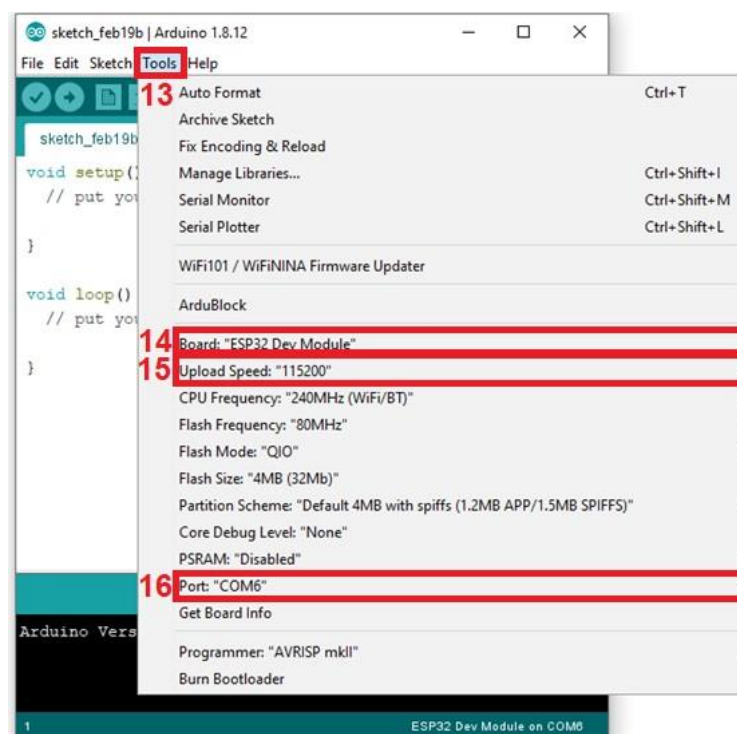 sketch_feb19b | Arduino 1.8.12
File Edit Sketch Tools Help
13 Auto Format Ctrl+T
Archive Sketch
sketch_feb19b
Fix Encoding & Reload
void setup()
Manage Libraries... Ctrl+Shift+I
// put you
Serial Monitor Ctrl+Shift+M
Serial Plotter Ctrl+Shift+L
}
WiFi101 / WiFiNINA Firmware Updater
void loop()
ArduBlock
// put you
14 Board: "ESP32 Dev Module"
}
15 Upload Speed: "115200"
CPU Frequency: "240MHz (WiFi/BT)"
Flash Frequency: "80MHz"
Flash Mode: "QIO"
Flash Size: "4MB (32Mb)"
Partition Scheme: "Default 4MB with spiffs (1.2MB APP/1.5MB SPIFFS)"
Core Debug Level: "None"
PSRAM: "Disabled"
16 Port: "COM6"
Get Board Info
Arduino Vers
Programmer: "AVRISP mkII"
Burn Bootloader
1 ESP32 Dev Module on COM6